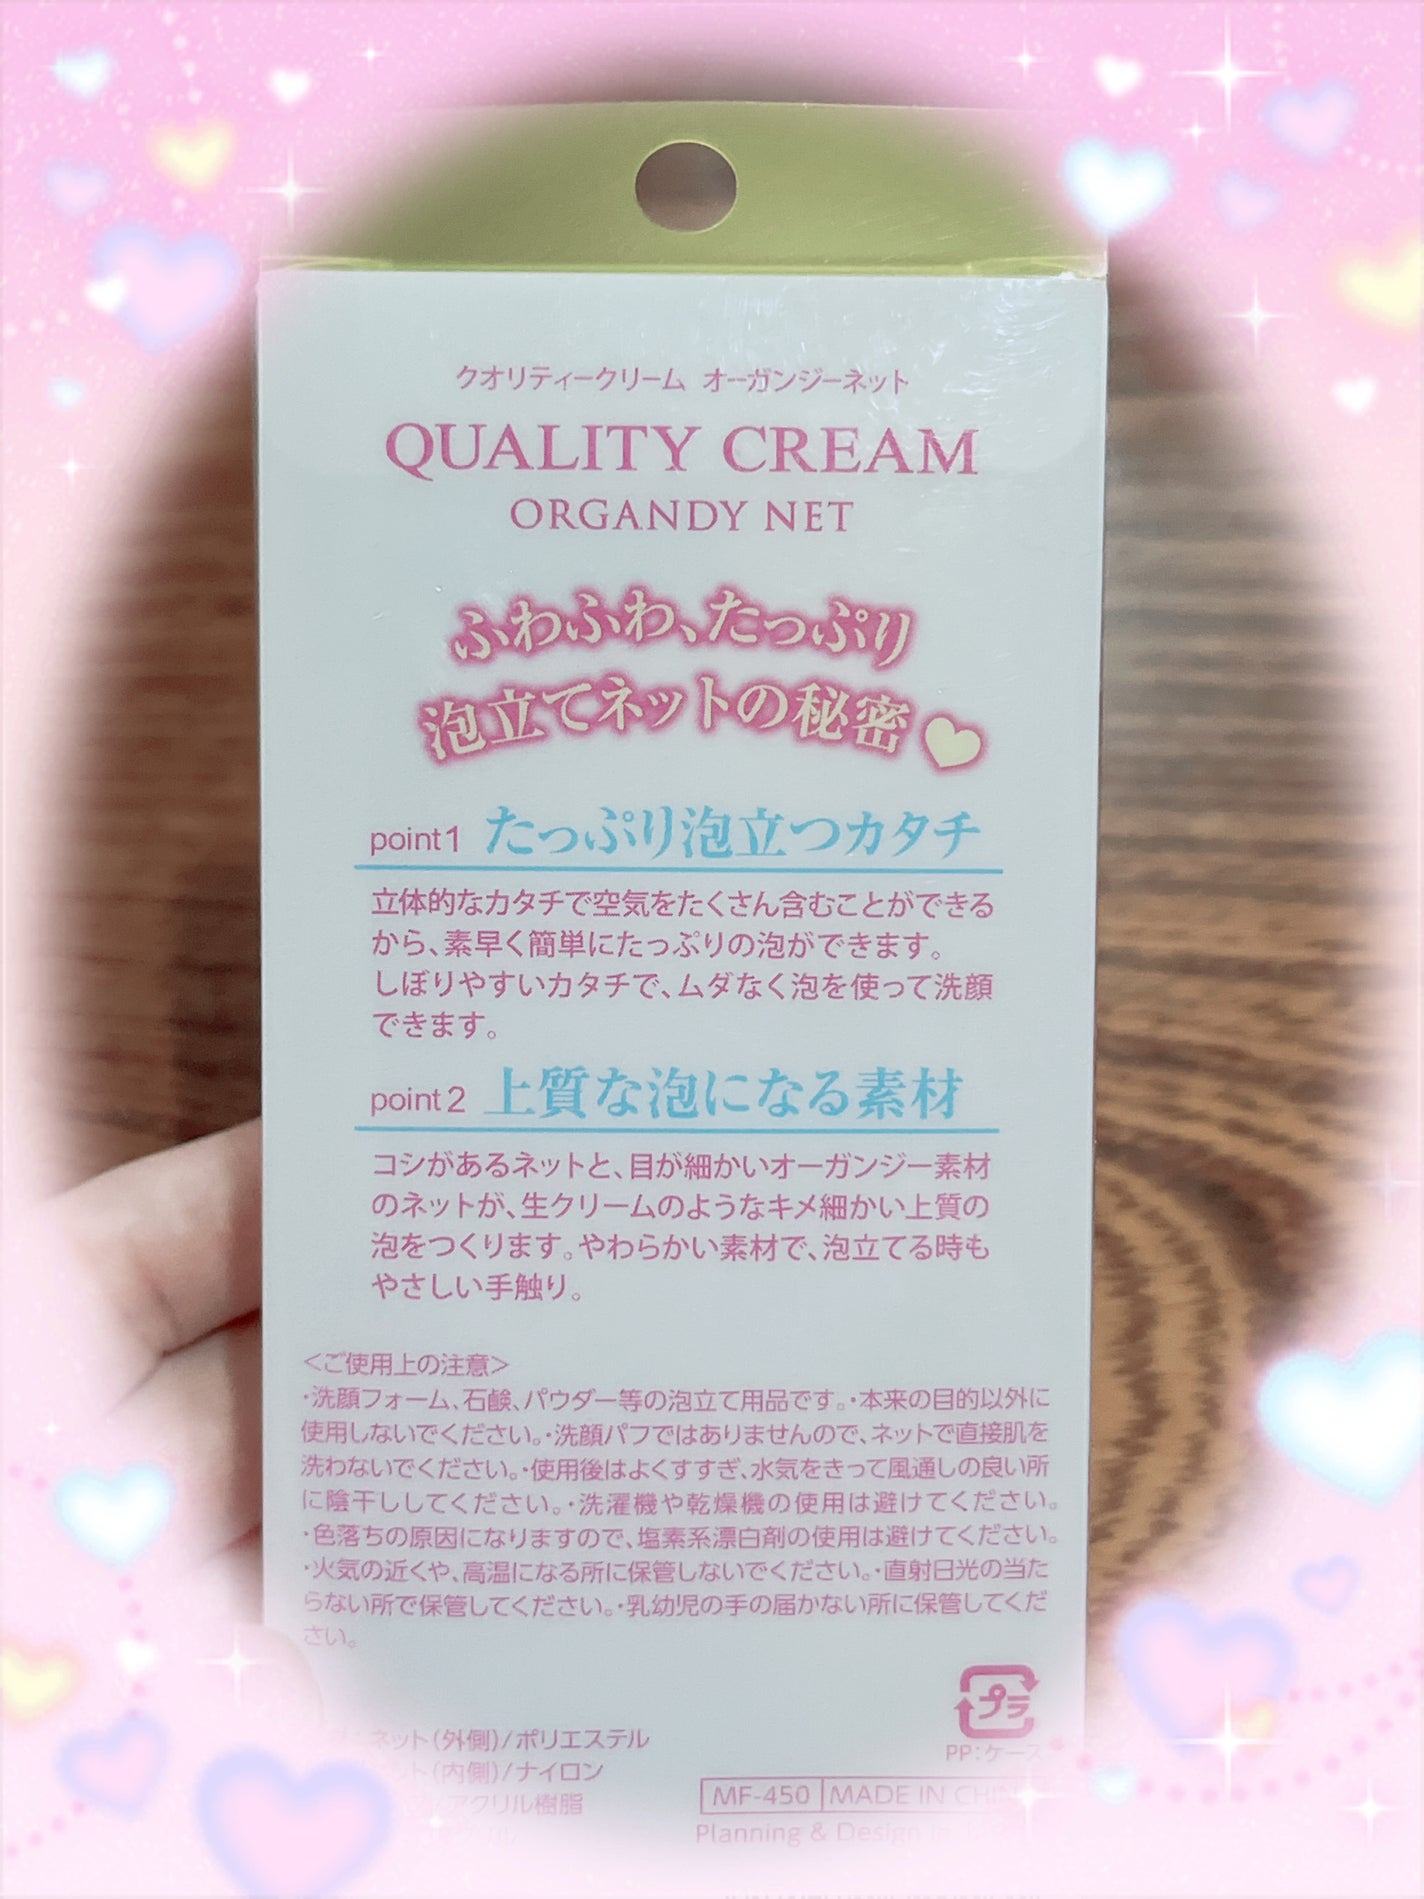 クオリティークリーム オーガンジーネット
QUALITY CREAM
ORGANDY NET
ふわふわ、たっぷり
泡立てネットの秘密
point1 たっぷり泡立つカタチ
立体的なカタチで空気をたくさん含むことができる
から、素早く簡単にたっぷりの泡ができます。
しぼりやすいカタチで、ムダなく泡を使って洗顔
できます。
point2 上質な泡になる素材
コシがあるネットと、目が細かいオーガンジー素材
のネットが、生クリームのようなキメ細かい上質の
泡をつくります。やわらかい素材で、泡立てる時も
やさしい手触り。
<ご使用上の注意>
・洗顔フォーム、石鹸、パウダー等の泡立て用品です。・本来の目的以外に
使用しないでください。・洗顔パフではありませんので、ネットで直接肌を
洗わないでください。・使用後はよくすすぎ、水気をきって風通しの良い所
に陰干ししてください。・洗濯機や乾燥機の使用は避けてください。
・色落ちの原因になりますので、塩素系漂白剤の使用は避けてください。
・火気の近くや、高温になる所に保管しないでください。・直射日光の当た
らない所で保管してください。・乳幼児の手の届かない所に保管してくだ
さい。
プラ
PP:ケース
ネット(外側)/ポリエステル
(内側)/ナイロン
アクリル樹脂
MF-450 MADE IN CHINA
Planning & Design in